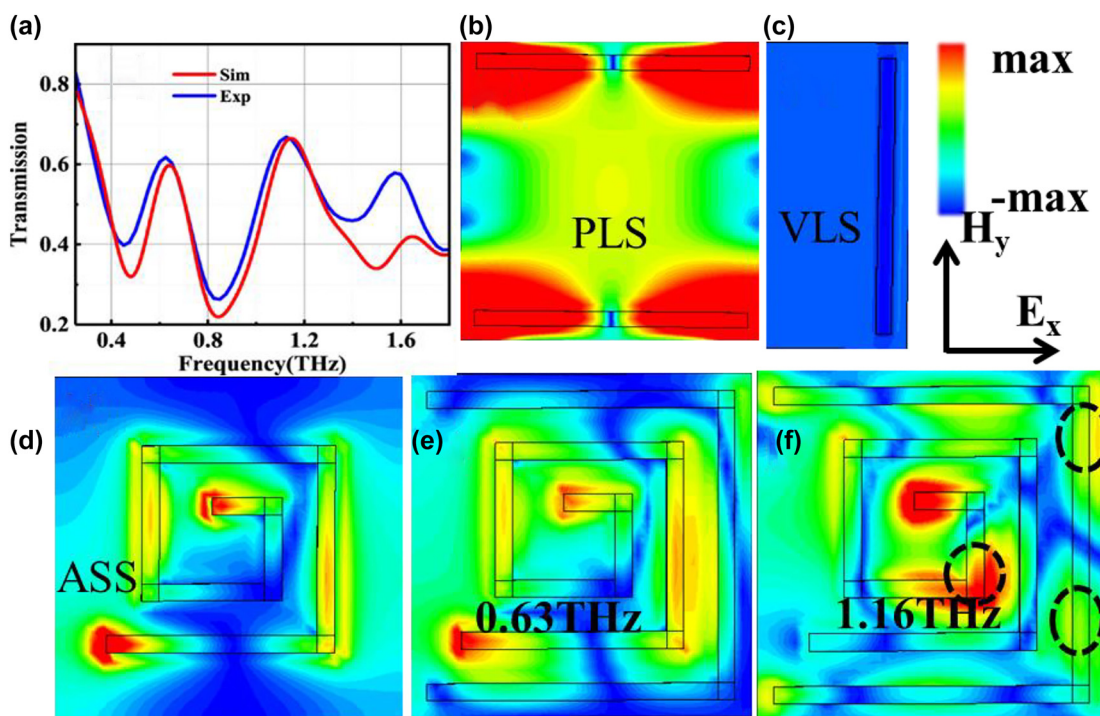 (a)
Sim
Exp
0.8
0.6
0.4
0.2
Transmission
0.4 0.8 1.2 1.6
Frequency(THz)
(b)
PLS
(c)
VLS
max
-max
Hy
Ex
(d)
ASS
(e)
0.63THz
(f)
1.16THz